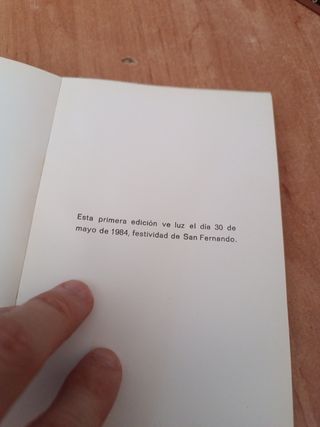 Esta primera edición ve luz el día 30 de
mayo de 1984, festividad de San Fernando.